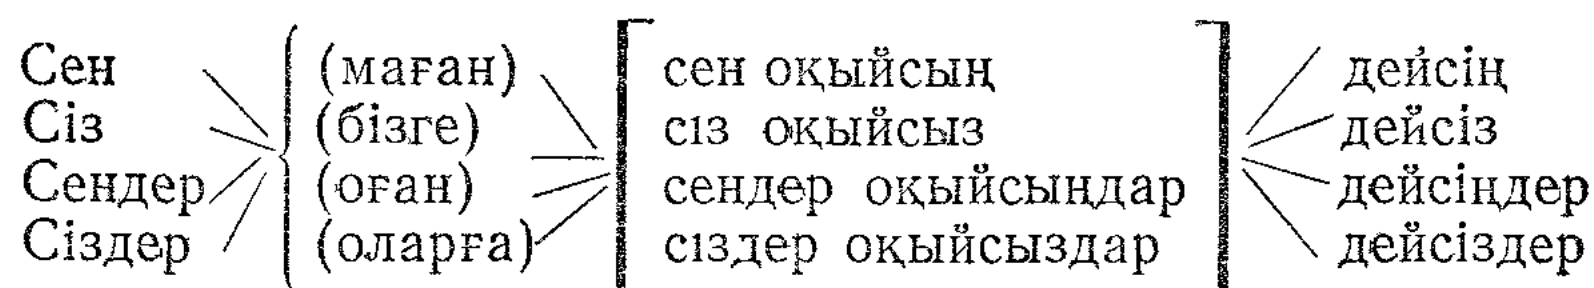 Сен (маған) сен оқыйсың дейсің
Сіз (бізге) сіз оқыйсыз дейсіз
Сендер (оған) сендер оқыйсыңдар дейсіңдер
Сіздер (оларға) сіздер оқыйсыздар дейсіздер